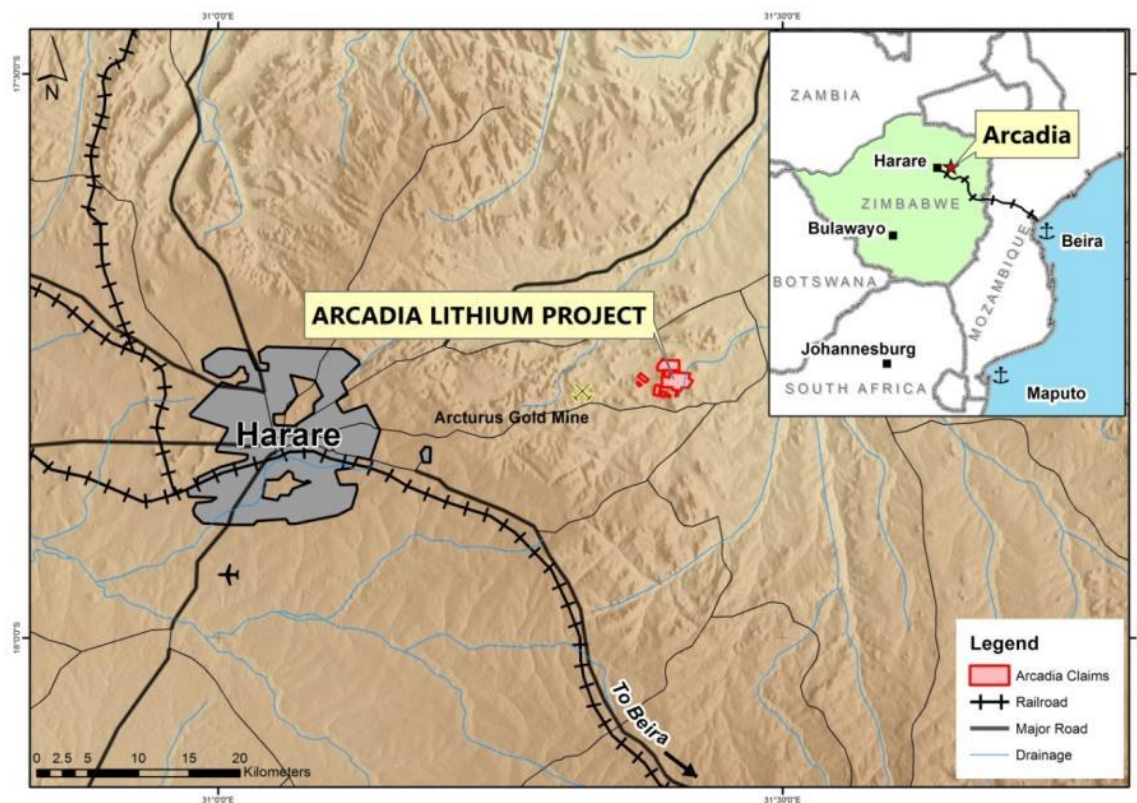 31°0'0"E
31°30'0"E
17°30'0"S
N
ZAMBIA
Arcadia
Harare
ZIMBABWE
Bulawayo
Beira
BOTSWANA
MOZAMBIQUE
Johannesburg
SOUTH AFRICA
Maputo
ARCADIA LITHIUM PROJECT
Arcturus Gold Mine
Harare
18°0'0"S
To Beira
Legend
Arcadia Claims
Railroad
Major Road
Drainage
0 2.5 5 10 15 20
Kilometers
31°0'0"E
31°30'0"E